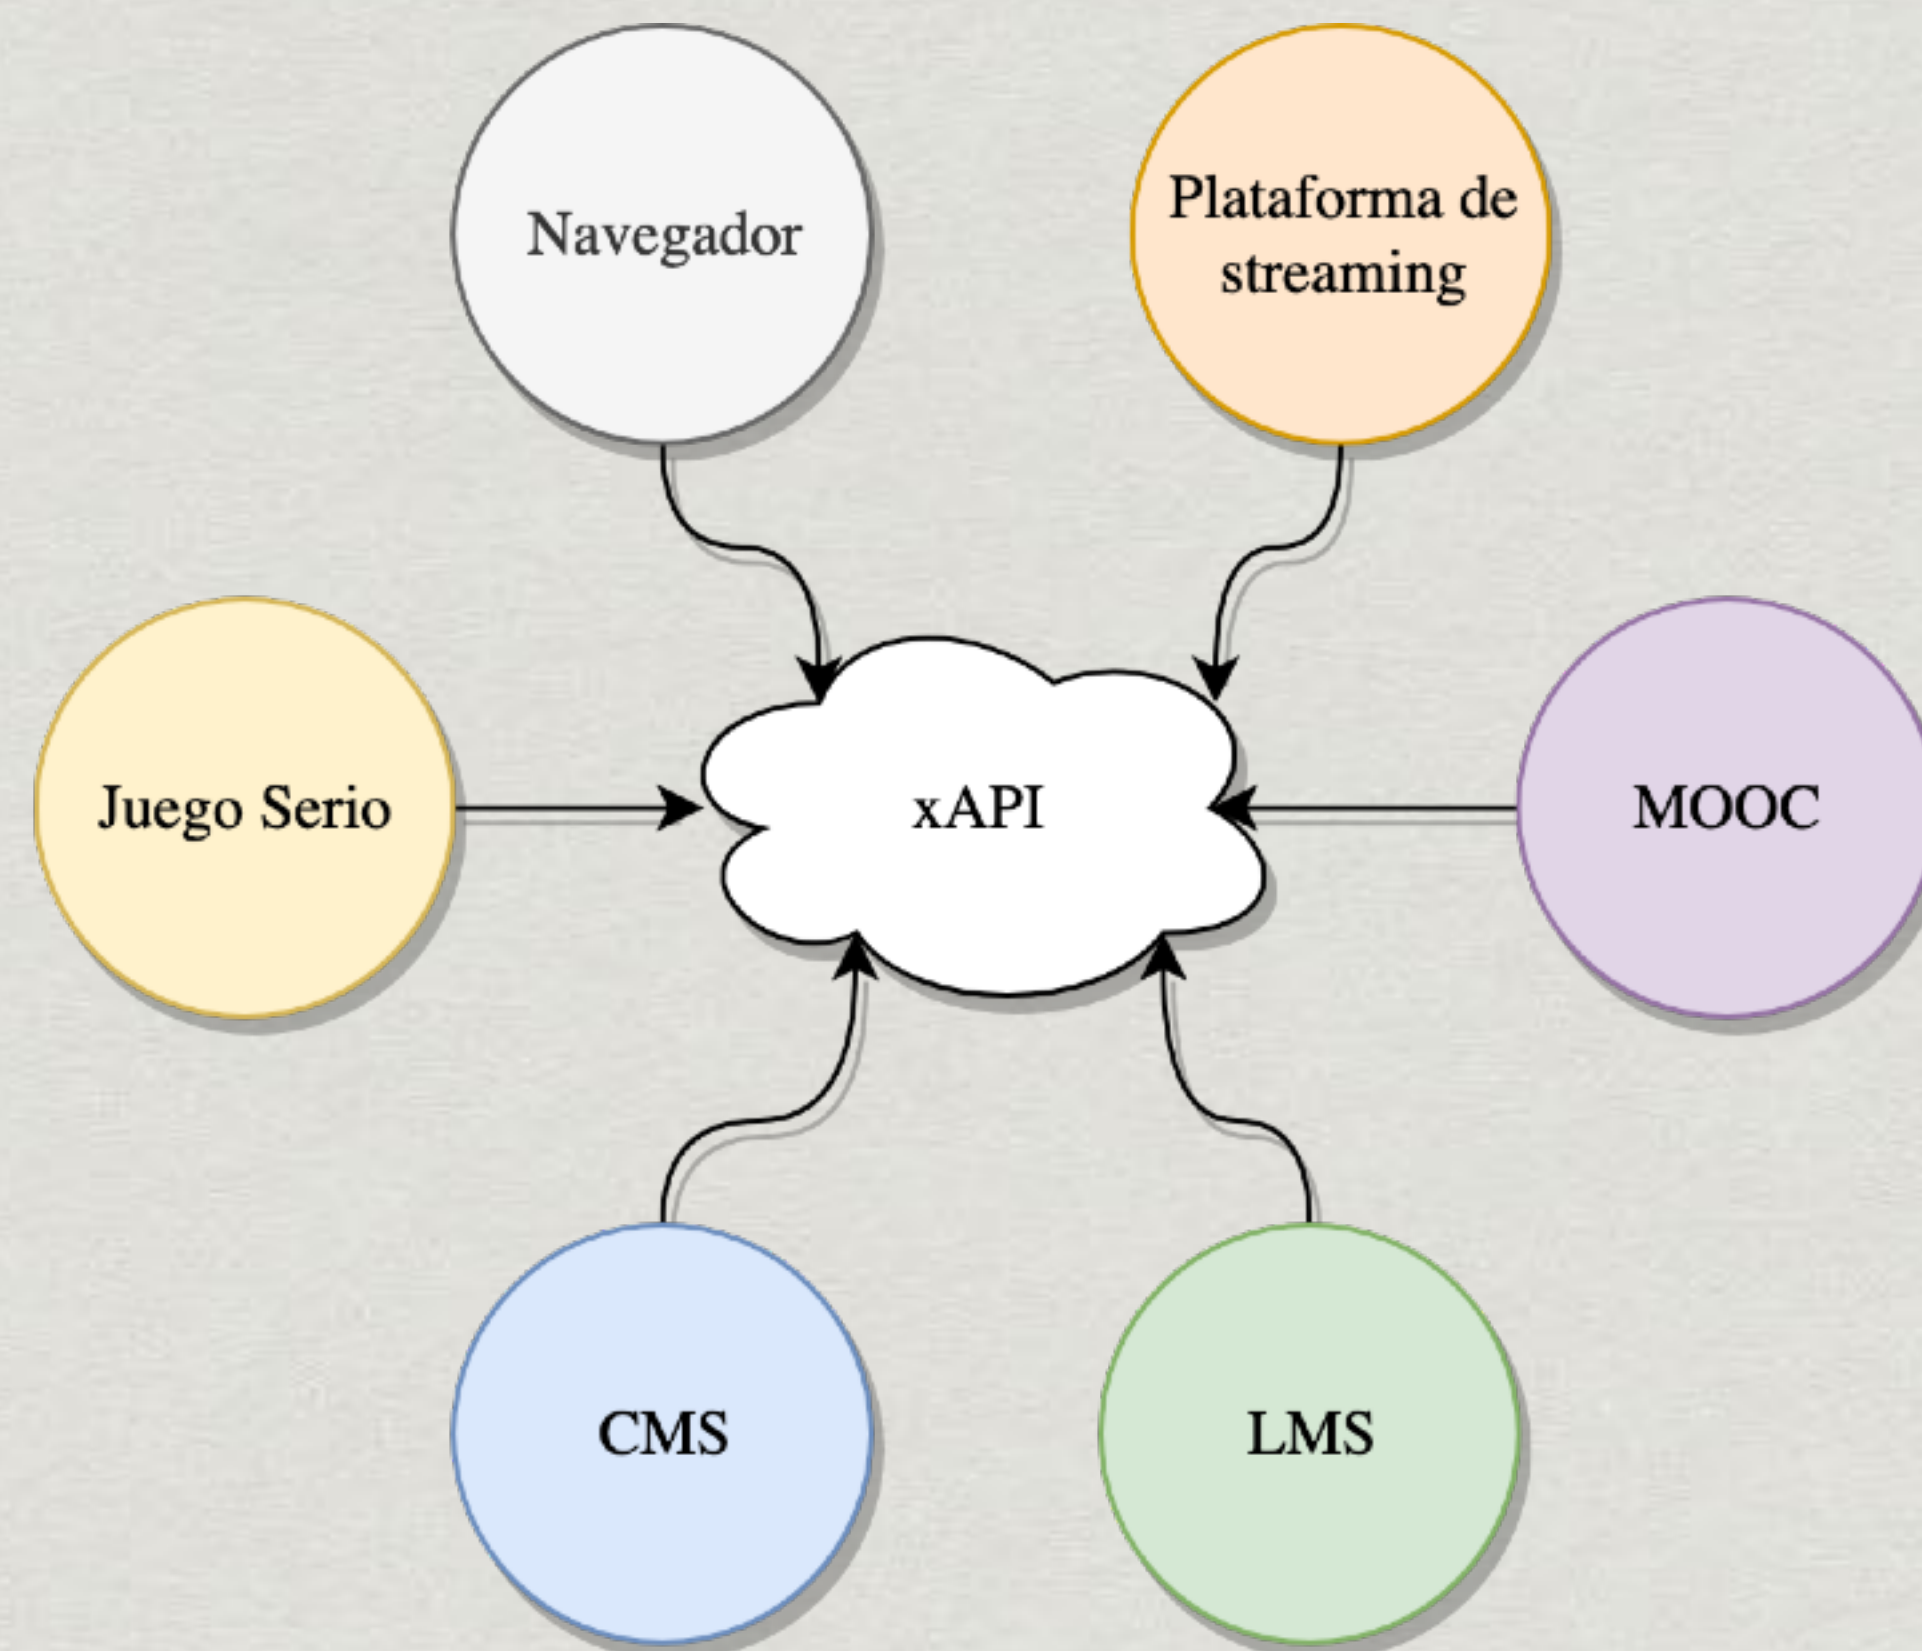 Navegador
Plataforma de
streaming
Juego Serio
xAPI
MOOC
CMS
LMS